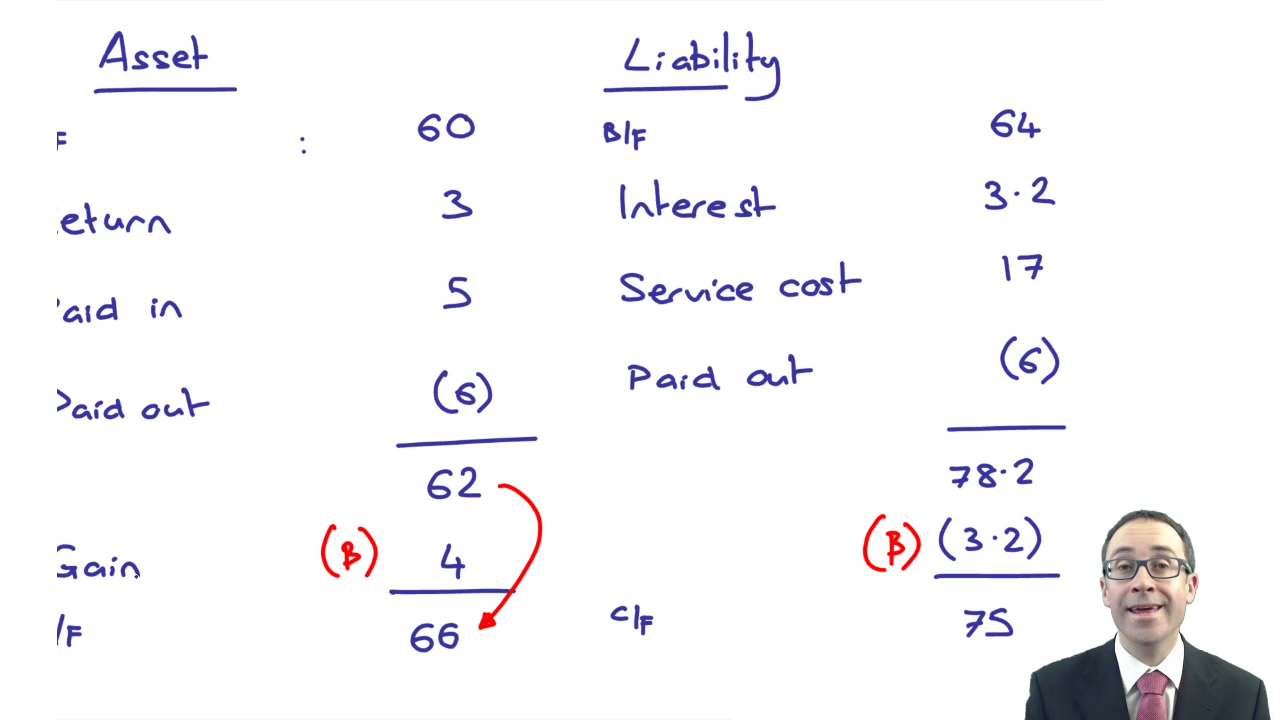 Asset Liability
F : 60 B/F 64
eturn 3 Interest 3.2
aid in 5 Service cost 17
Paid out (6) Paid out (6)
62 78.2
Gain (B) 4 (B) (3.2)
/F 66 C/F 75